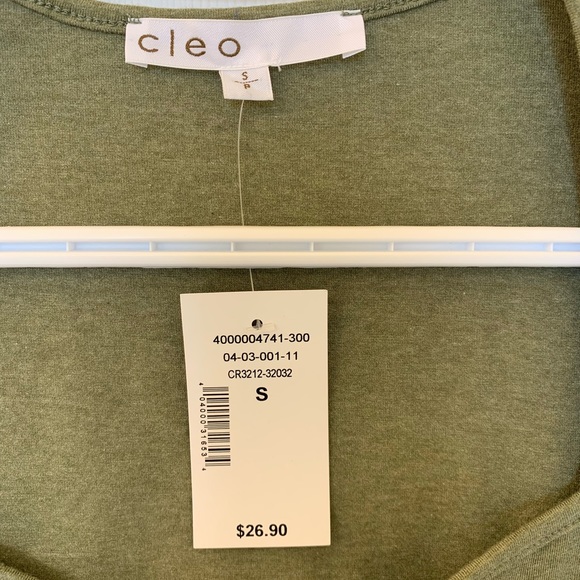 cleo
S
P
4000004741-300
04-03-001-11
CR3212-32032
S
$26.90